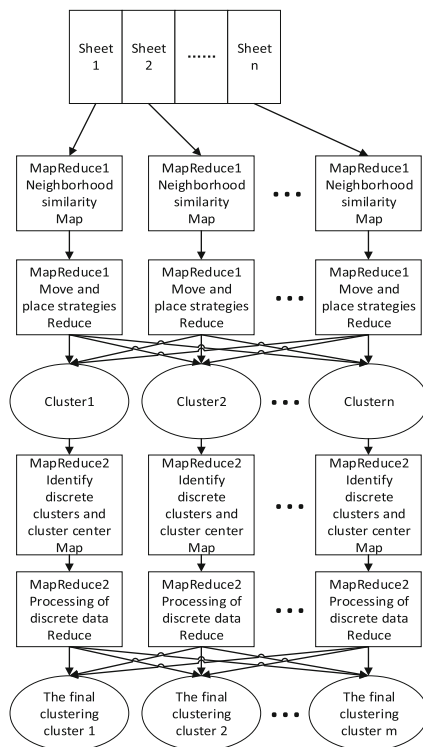 Sheet 1
Sheet 2
......
Sheet n
MapReduce1
Neighborhood
similarity
Map
MapReduce1
Neighborhood
similarity
Map
MapReduce1
Neighborhood
similarity
Map
MapReduce1
Move and
place strategies
Reduce
MapReduce1
Move and
place strategies
Reduce
MapReduce1
Move and
place strategies
Reduce
Cluster1
Cluster2
Clustern
MapReduce2
Identify
discrete
clusters and
cluster center
Map
MapReduce2
Identify
discrete
clusters and
cluster center
Map
MapReduce2
Identify
discrete
clusters and
cluster center
Map
MapReduce2
Processing of
discrete data
Reduce
MapReduce2
Processing of
discrete data
Reduce
MapReduce2
Processing of
discrete data
Reduce
The final
clustering
cluster 1
The final
clustering
cluster 2
The final
clustering
cluster m